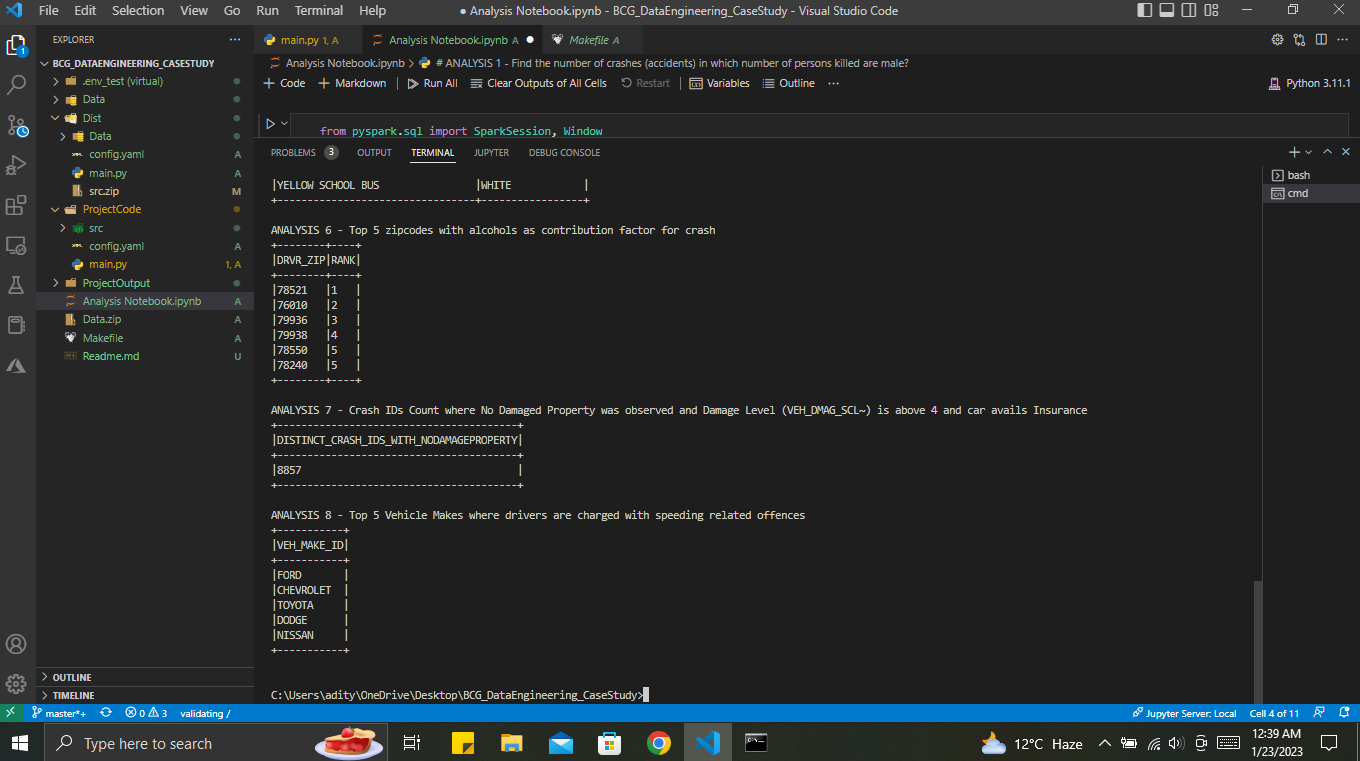 File Edit Selection View Go Run Terminal Help ● Analysis Notebook.ipynb - BCG_DataEngineering_CaseStudy - Visual Studio Code
EXPLORER ···
main.py 1, A Analysis Notebook.ipynb A ● Makefile A
BCG_DATAENGINEERING_CASESTUDY
Analysis Notebook.ipynb > # ANALYSIS 1 - Find the number of crashes (accidents) in which number of persons killed are male?
+ Code + Markdown Run All Clear Outputs of All Cells Restart Variables Outline ··· Python 3.11.1
.env_test (virtual)
Data
Dist
Data
config.yaml A
main.py A
src.zip M
ProjectCode
src
config.yaml A
main.py 1, A
ProjectOutput
Analysis Notebook.ipynb A
Data.zip A
Makefile A
Readme.md U
OUTLINE
TIMELINE
from pyspark.sql import SparkSession, Window
PROBLEMS 3 OUTPUT TERMINAL JUPYTER DEBUG CONSOLE
bash
cmd
|YELLOW SCHOOL BUS |WHITE |
+--------------------------------+-----------------+
ANALYSIS 6 - Top 5 zipcodes with alcohols as contribution factor for crash
+--------+----+
|DRVR_ZIP|RANK|
+--------+----+
|78521 |1 |
|76010 |2 |
|79936 |3 |
|79938 |4 |
|78550 |5 |
|78240 |5 |
+--------+----+
ANALYSIS 7 - Crash IDs Count where No Damaged Property was observed and Damage Level (VEH_DMAG_SCL~) is above 4 and car avails Insurance
+----------------------------------------+
|DISTINCT_CRASH_IDS_WITH_NODAMAGEPROPERTY|
+----------------------------------------+
|8857 |
+----------------------------------------+
ANALYSIS 8 - Top 5 Vehicle Makes where drivers are charged with speeding related offences
+-----------+
|VEH_MAKE_ID|
+-----------+
|FORD |
|CHEVROLET |
|TOYOTA |
|DODGE |
|NISSAN |
+-----------+
C:\Users\adity\OneDrive\Desktop\BCG_DataEngineering_CaseStudy>
1
master*+ 0 3 validating / Jupyter Server: Local Cell 4 of 11
Type here to search 12°C Haze 12:39 AM
1/23/2023